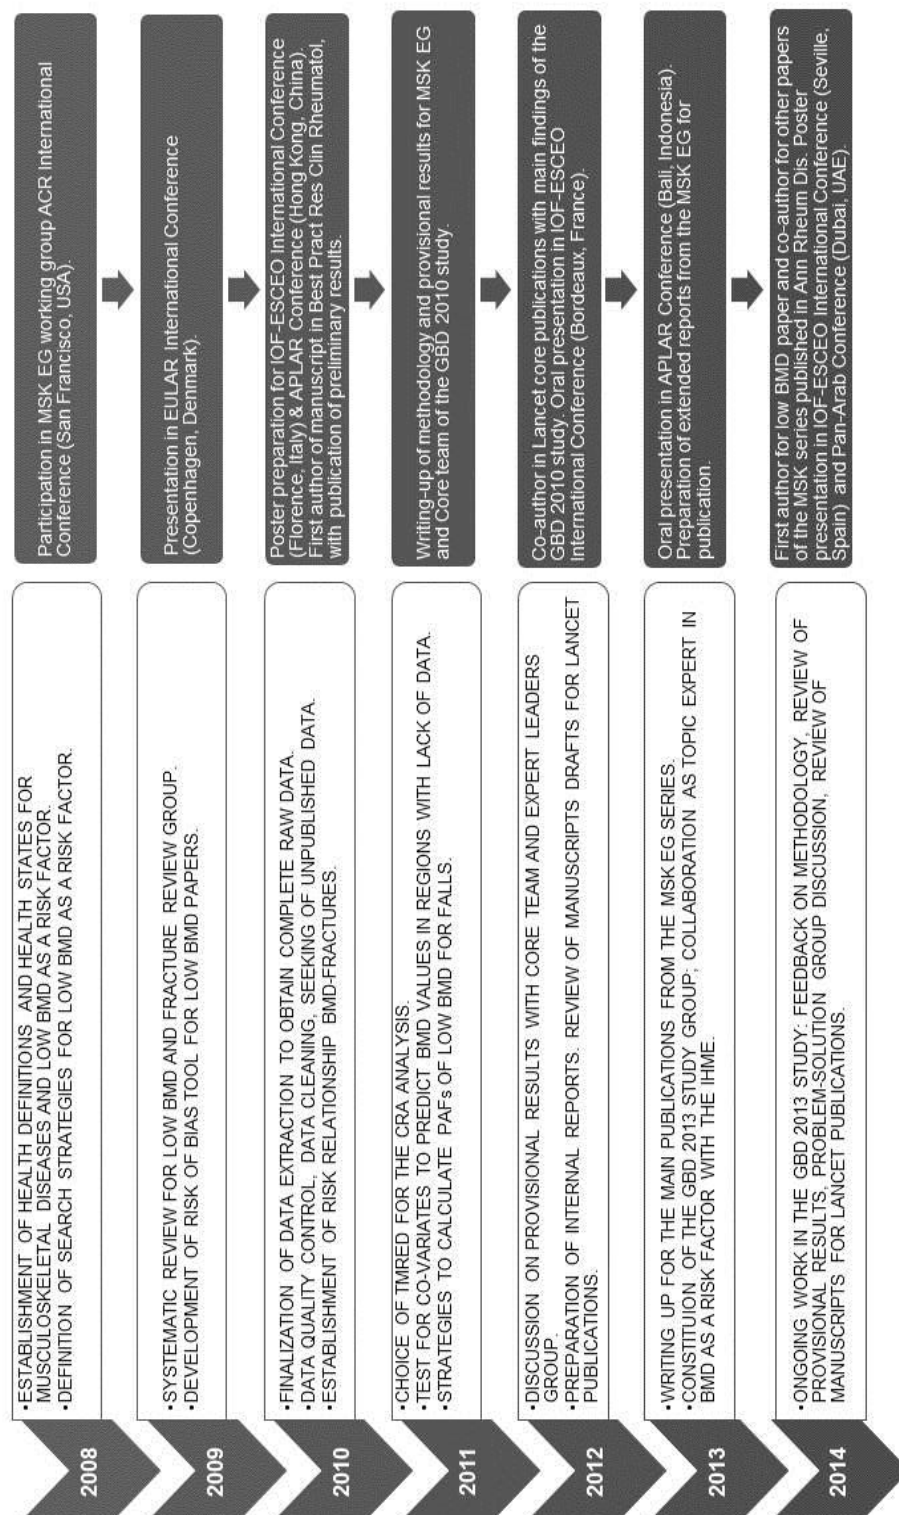 2008
• ESTABLISHMENT OF HEALTH DEFINITIONS AND HEALTH STATES FOR
MUSCULOSKELETAL DISEASES AND LOW BMD AS A RISK FACTOR.
• DEFINITION OF SEARCH STRATEGIES FOR LOW BMD AS A RISK FACTOR.
Participation in MSK EG working group ACR International
Conference (San Francisco, USA).
2009
• SYSTEMATIC REVIEW FOR LOW BMD AND FRACTURE REVIEW GROUP.
• DEVELOPMENT OF RISK OF BIAS TOOL FOR LOW BMD PAPERS.
Presentation in EULAR International Conference
(Copenhagen, Denmark).
2010
• FINALIZATION OF DATA EXTRACTION TO OBTAIN COMPLETE RAW DATA.
• DATA QUALITY CONTROL, DATA CLEANING, SEEKING OF UNPUBLISHED DATA.
• ESTABLISHMENT OF RISK RELATIONSHIP BMD-FRACTURES.
Poster preparation for IOF-ESCEO International Conference
(Florence, Italy) & APLAR Conference (Hong Kong, China).
First author of manuscript in Best Pract Res Clin Rheumatol,
with publication of preliminary results.
2011
• CHOICE OF TMRED FOR THE CRA ANALYSIS.
• TEST FOR CO-VARIATES TO PREDICT BMD VALUES IN REGIONS WITH LACK OF DATA.
• STRATEGIES TO CALCULATE PAFs OF LOW BMD FOR FALLS.
Writing-up of methodology and provisional results for MSK EG
and Core team of the GBD 2010 study.
2012
• DISCUSSION ON PROVISIONAL RESULTS WITH CORE TEAM AND EXPERT LEADERS
GROUP.
• PREPARATION OF INTERNAL REPORTS. REVIEW OF MANUSCRIPTS DRAFTS FOR LANCET
PUBLICATIONS.
Co-author in Lancet core publications with main findings of the
GBD 2010 study. Oral presentation in IOF-ESCEO
International Conference (Bordeaux, France).
2013
• WRITING UP FOR THE MAIN PUBLICATIONS FROM THE MSK EG SERIES.
• CONSTITUION OF THE GBD 2013 STUDY GROUP; COLLABORATION AS TOPIC EXPERT IN
BMD AS A RISK FACTOR WITH THE IHME.
Oral presentation in APLAR Conference (Bali, Indonesia).
Preparation of extended reports from the MSK EG for
publication.
2014
• ONGOING WORK IN THE GBD 2013 STUDY: FEEDBACK ON METHODOLOGY, REVIEW OF
PROVISIONAL RESULTS, PROBLEM-SOLUTION GROUP DISCUSSION, REVIEW OF
MANUSCRIPTS FOR LANCET PUBLICATIONS.
First author for low BMD paper and co-author for other papers
of the MSK series published in Ann Rheum Dis. Poster
presentation in IOF-ESCEO International Conference (Seville,
Spain) and Pan-Arab Conference (Dubai, UAE).